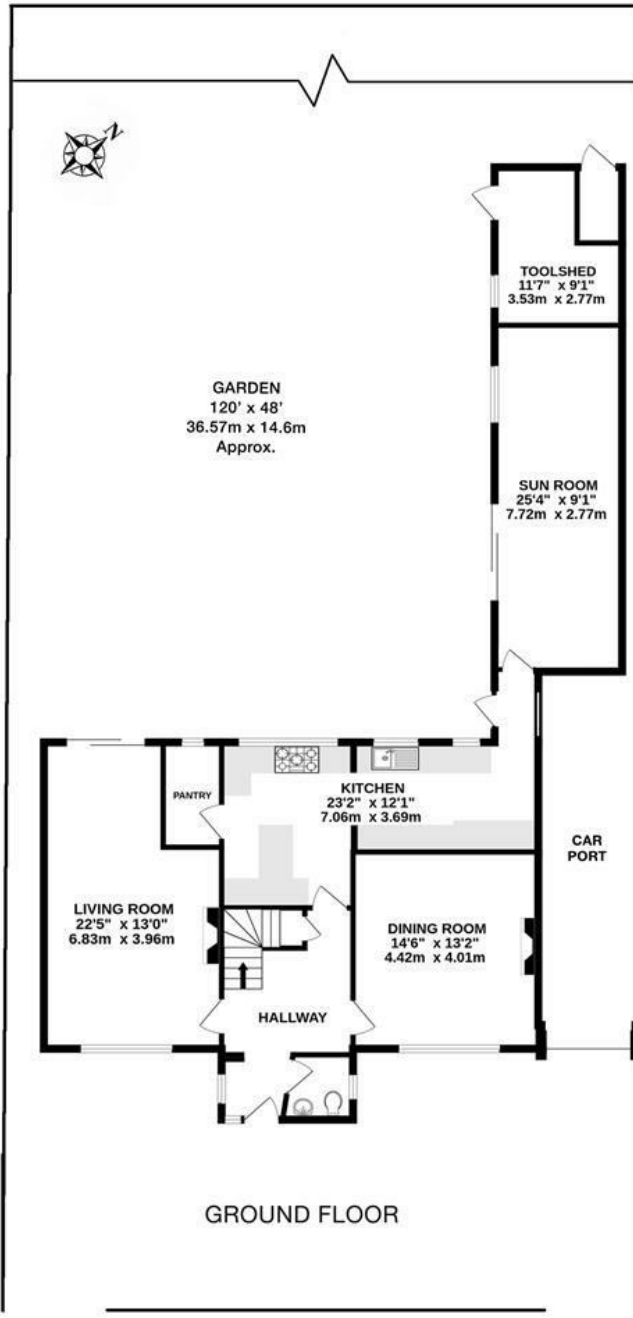 N
TOOLSHED
11'7" x 9'1"
3.53m x 2.77m
GARDEN
120' x 48'
36.57m x 14.6m
Approx.
SUN ROOM
25'4" x 9'1"
7.72m x 2.77m
PANTRY
KITCHEN
23'2" x 12'1"
7.06m x 3.69m
CAR
PORT
LIVING ROOM
22'5" x 13'0"
6.83m x 3.96m
DINING ROOM
14'6" x 13'2"
4.42m x 4.01m
HALLWAY
GROUND FLOOR